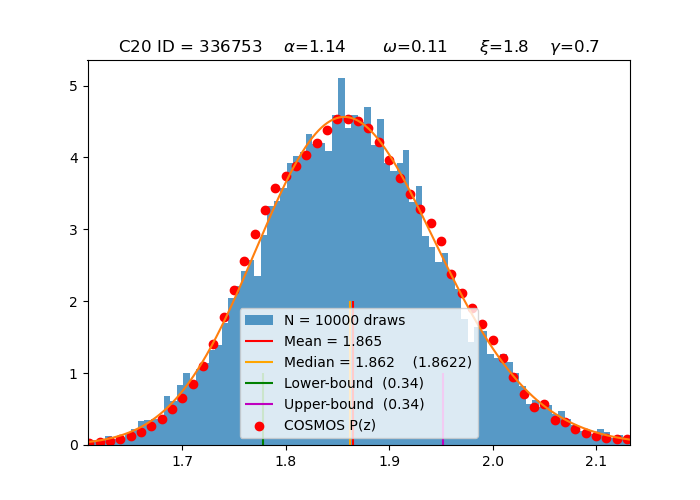 C20 ID = 336753 α=1.14 ω=0.11 ξ=1.8 γ=0.7
5
4
3
2
1
0
N = 10000 draws
Mean = 1.865
Median = 1.862 (1.8622)
Lower-bound (0.34)
Upper-bound (0.34)
COSMOS P(z)
1.7 1.8 1.9 2.0 2.1